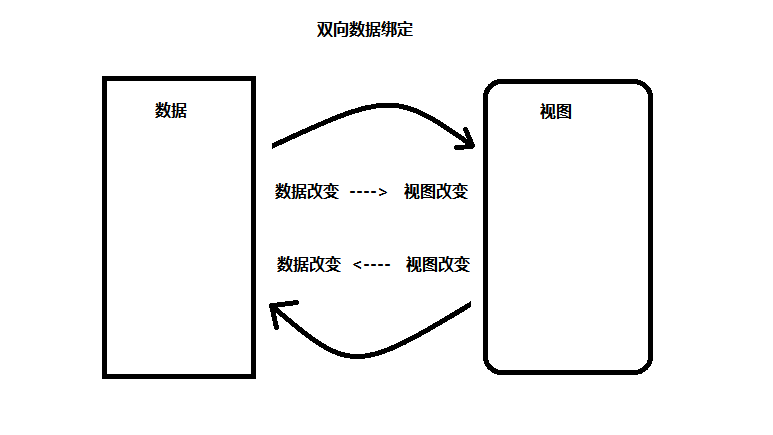 双向数据绑定
数据
视图
数据改变 ----> 视图改变
数据改变 <---- 视图改变